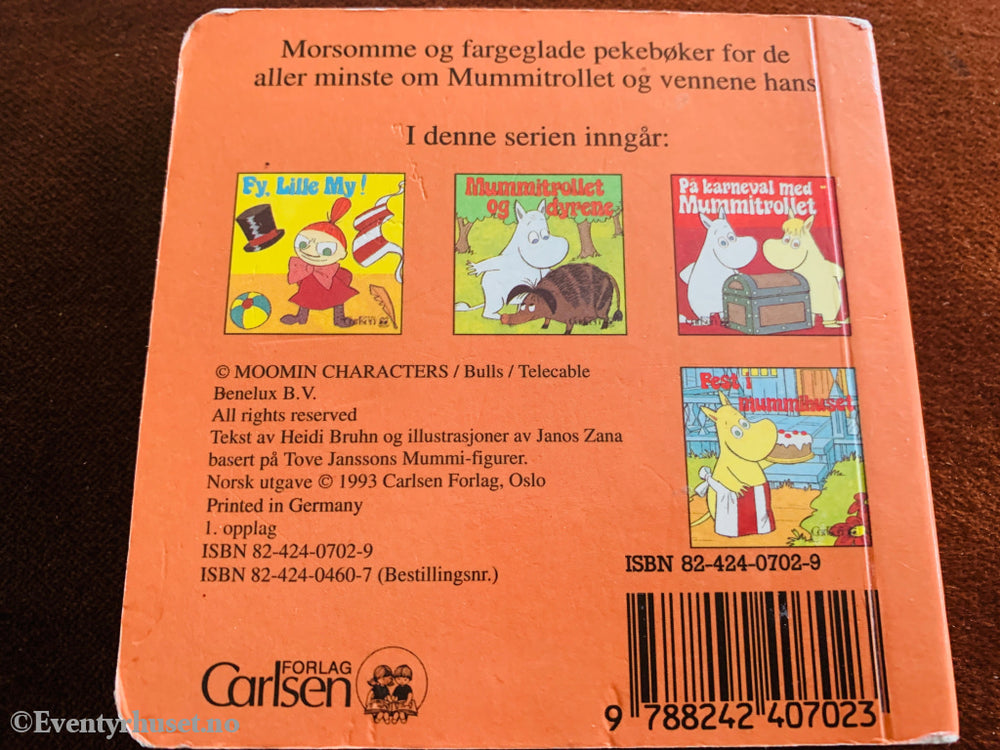 Morsomme og fargeglade pekebøker for de
aller minste om Mummitrollet og vennene hans
I denne serien inngår:
Fy, Lille My!
Mummitrollet
og dyrene
På karneval med
Mummitrollet
© MOOMIN CHARACTERS / Bulls / Telecable
Benelux B.V.
All rights reserved
Tekst av Heidi Bruhn og illustrasjoner av Janos Zana
basert på Tove Janssons Mummi-figurer.
Norsk utgave © 1993 Carlsen Forlag, Oslo
Printed in Germany
1. opplag
ISBN 82-424-0702-9
ISBN 82-424-0460-7 (Bestillingsnr.)
Fest i
mummihuset
ISBN 82-424-0702-9
9 788242 407023
FORLAG
Carlsen
©Eventyrhuset.no